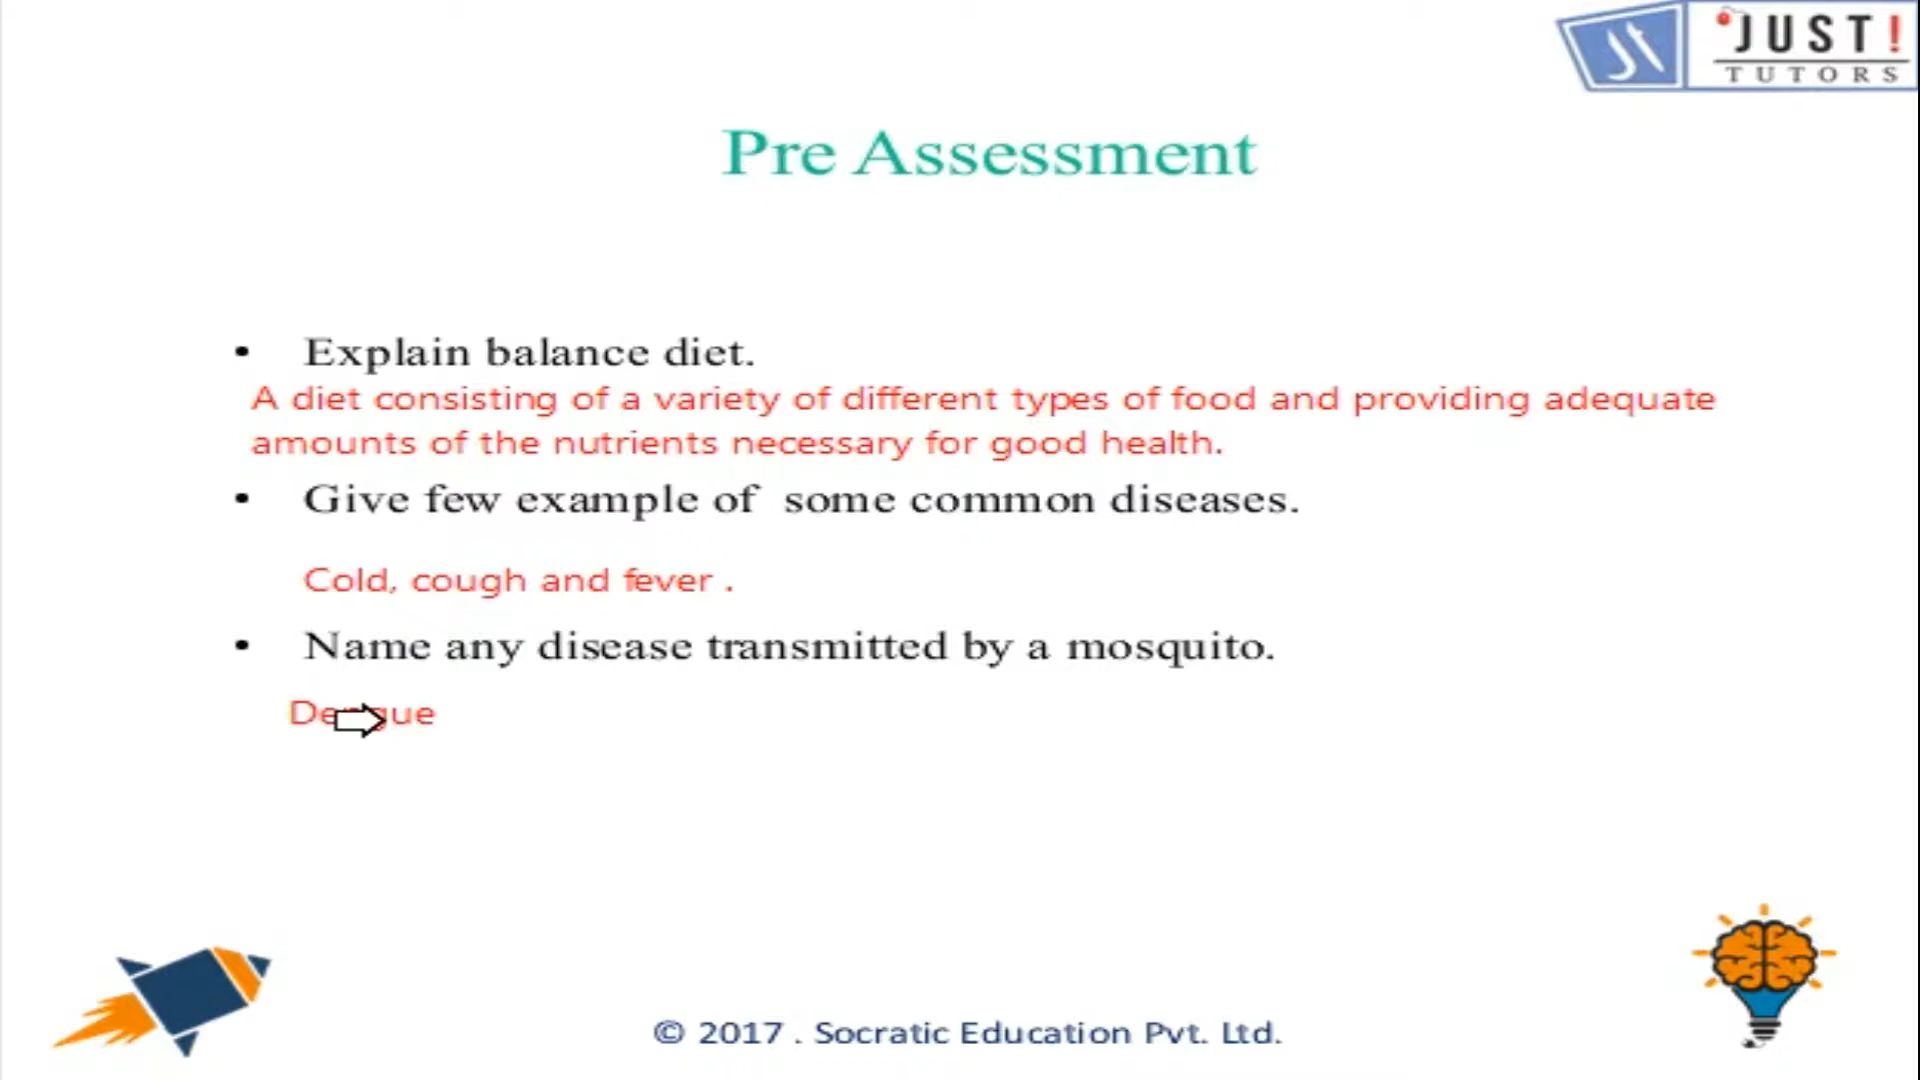 JUST!
TUTORS
Pre Assessment
• Explain balance diet.
A diet consisting of a variety of different types of food and providing adequate
amounts of the nutrients necessary for good health.
• Give few example of some common diseases.
Cold, cough and fever .
• Name any disease transmitted by a mosquito.
Dengue
© 2017 . Socratic Education Pvt. Ltd.